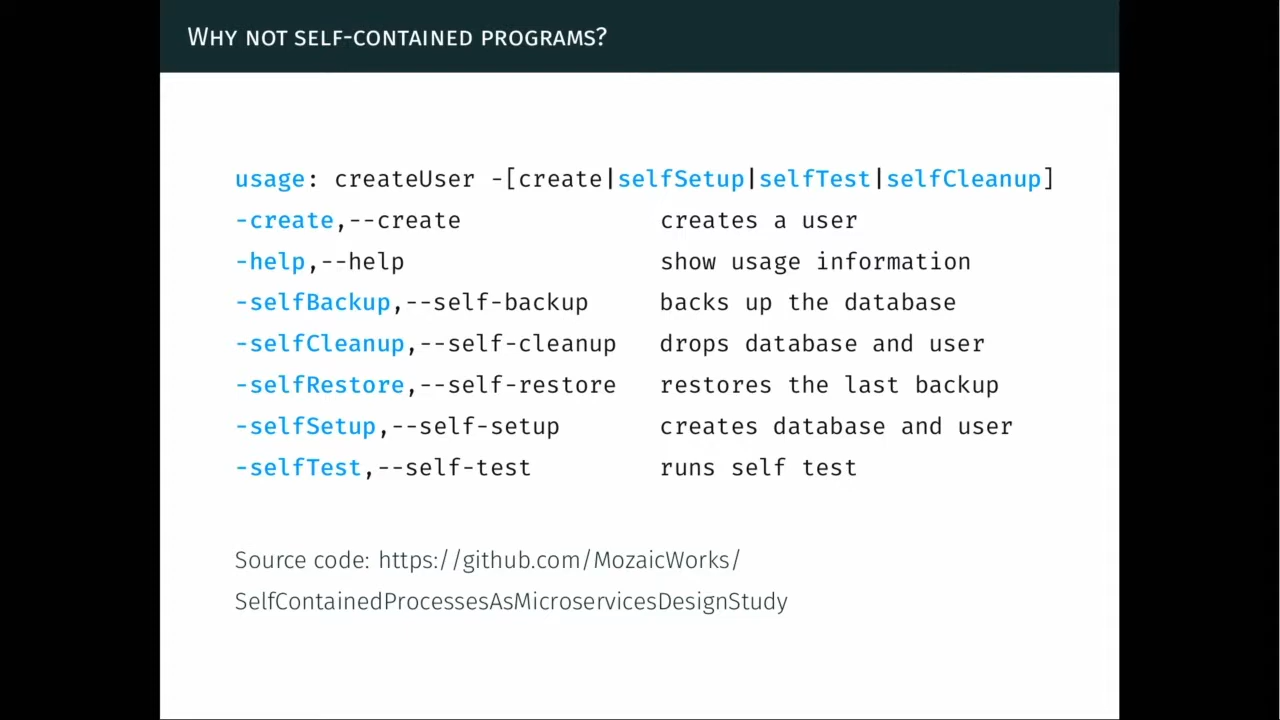 Why not self-contained programs?
usage: createUser -[create|selfSetup|selfTest|selfCleanup]
-create,--create creates a user
-help,--help show usage information
-selfBackup,--self-backup backs up the database
-selfCleanup,--self-cleanup drops database and user
-selfRestore,--self-restore restores the last backup
-selfSetup,--self-setup creates database and user
-selfTest,--self-test runs self test
Source code: https://github.com/MozaicWorks/
SelfContainedProcessesAsMicroservicesDesignStudy